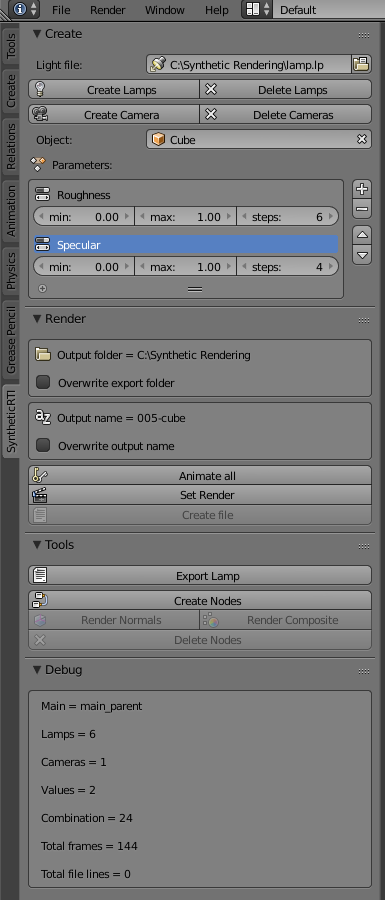 File Render Window Help Default
Create
Light file: C:\Synthetic Rendering\lamp.lp
Create Lamps Delete Lamps
Create Camera Delete Cameras
Object: Cube
Parameters:
Roughness
min: 0.00 max: 1.00 steps: 6
Specular
min: 0.00 max: 1.00 steps: 4
Render
Output folder = C:\Synthetic Rendering
Overwrite export folder
Output name = 005-cube
Overwrite output name
Animate all
Set Render
Create file
Tools
Export Lamp
Create Nodes
Render Normals Render Composite
Delete Nodes
Debug
Main = main_parent
Lamps = 6
Cameras = 1
Values = 2
Combination = 24
Total frames = 144
Total file lines = 0
Tools
Create
Relations
Animation
Physics
Grease Pencil
SyntheticRTI